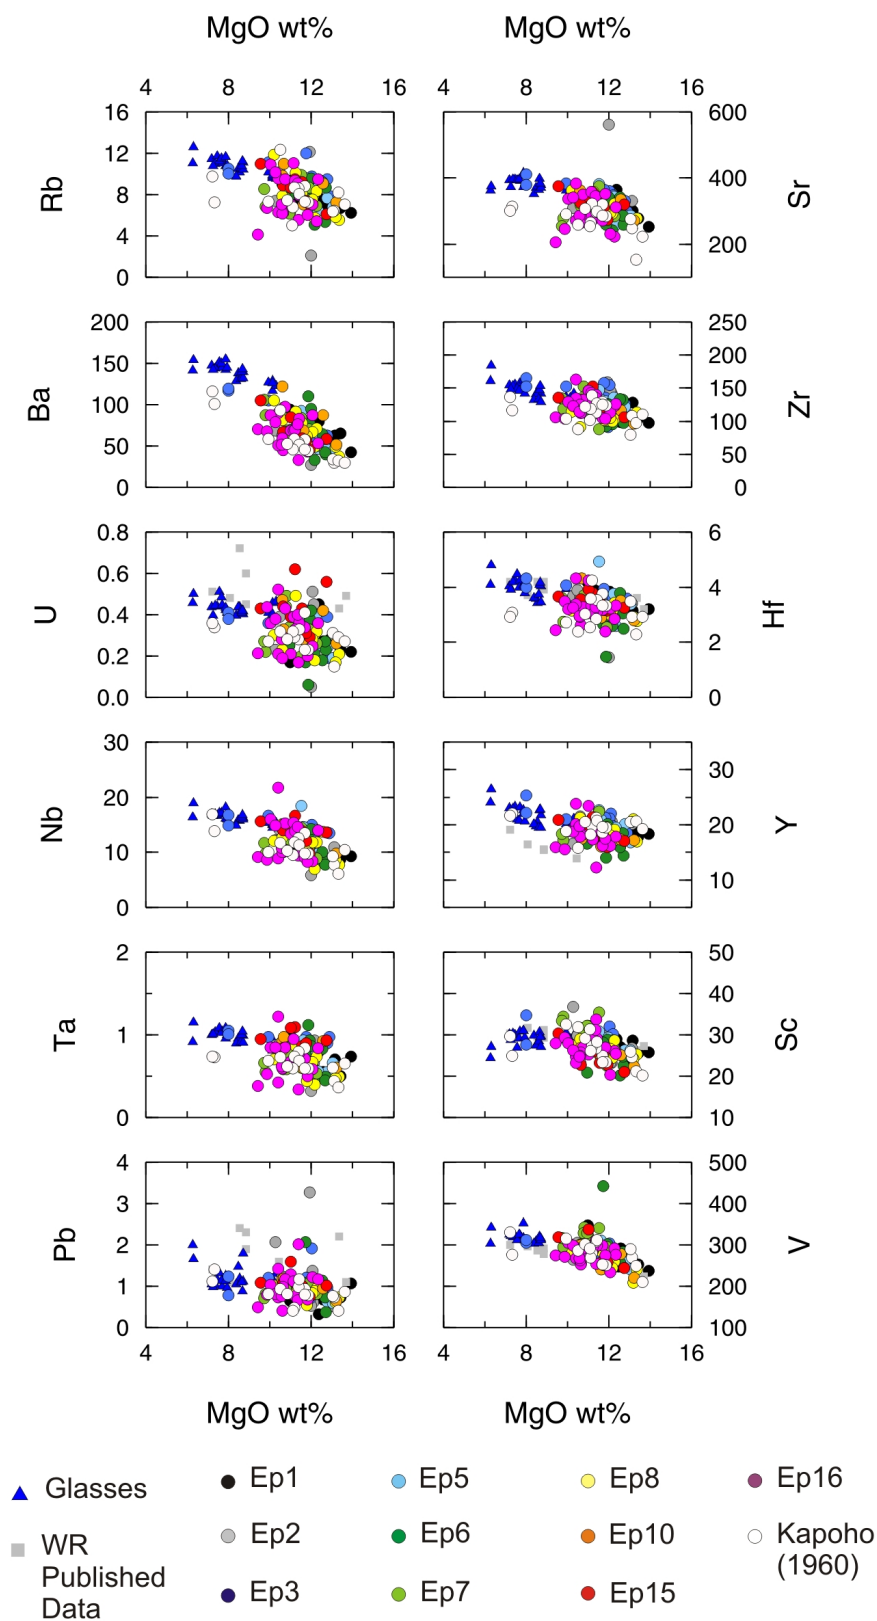 MgO wt% MgO wt%
4 8 12 16 4 8 12 16
16 600
12
Rb 8 400 Sr
4 200
0
200 250
150 200
Ba 100 150 Zr
50 100
50
0 0
0.8 6
0.6
U 0.4 4 Hf
0.2 2
0.0 0
30
30
20
Nb 20 Y
10
10
0
2 50
40
Ta 1 30 Sc
20
0 10
4 500
3 400
Pb 2 300 V
1 200
0 100
4 8 12 16 4 8 12 16
MgO wt% MgO wt%
Glasses Ep1 Ep5 Ep8 Ep16
WR Ep2 Ep6 Ep10 Kapoho
Published (1960)
Data Ep3 Ep7 Ep15